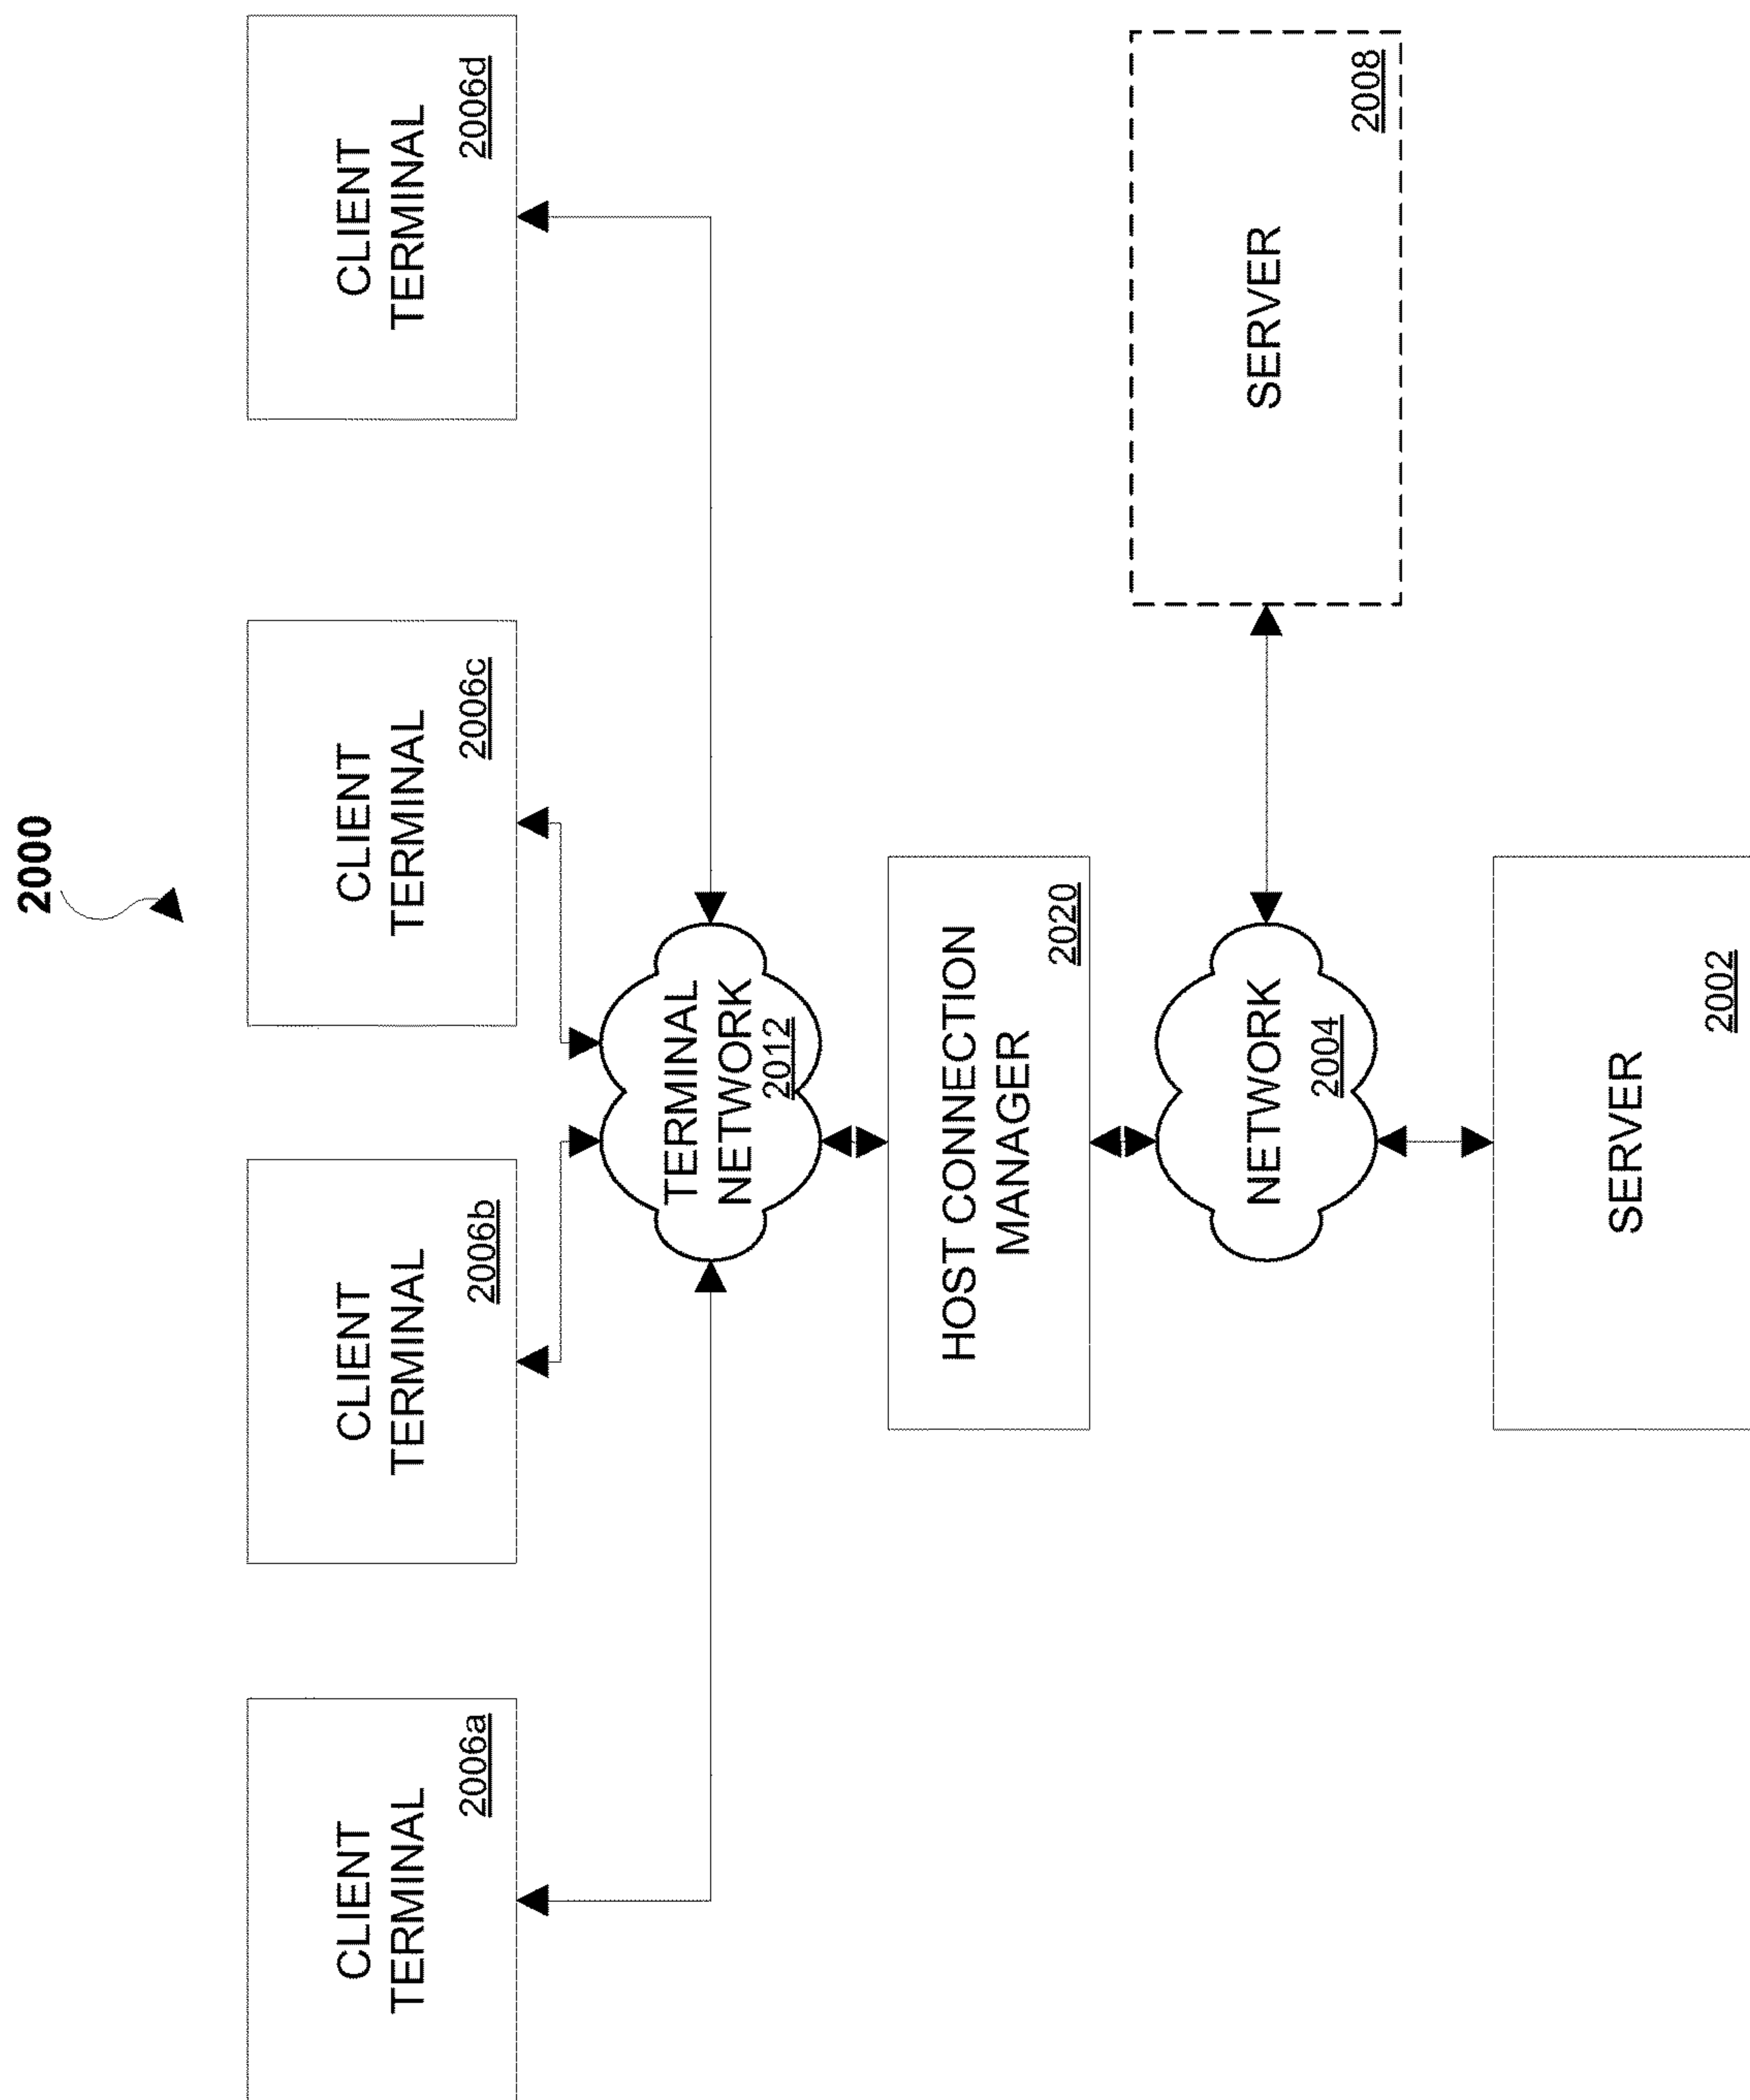 2000
CLIENT
TERMINAL
2006a
CLIENT
TERMINAL
2006b
CLIENT
TERMINAL
2006c
CLIENT
TERMINAL
2006d
TERMINAL
NETWORK
2012
HOST CONNECTION
MANAGER
2020
NETWORK
2004
SERVER
2008
SERVER
2002